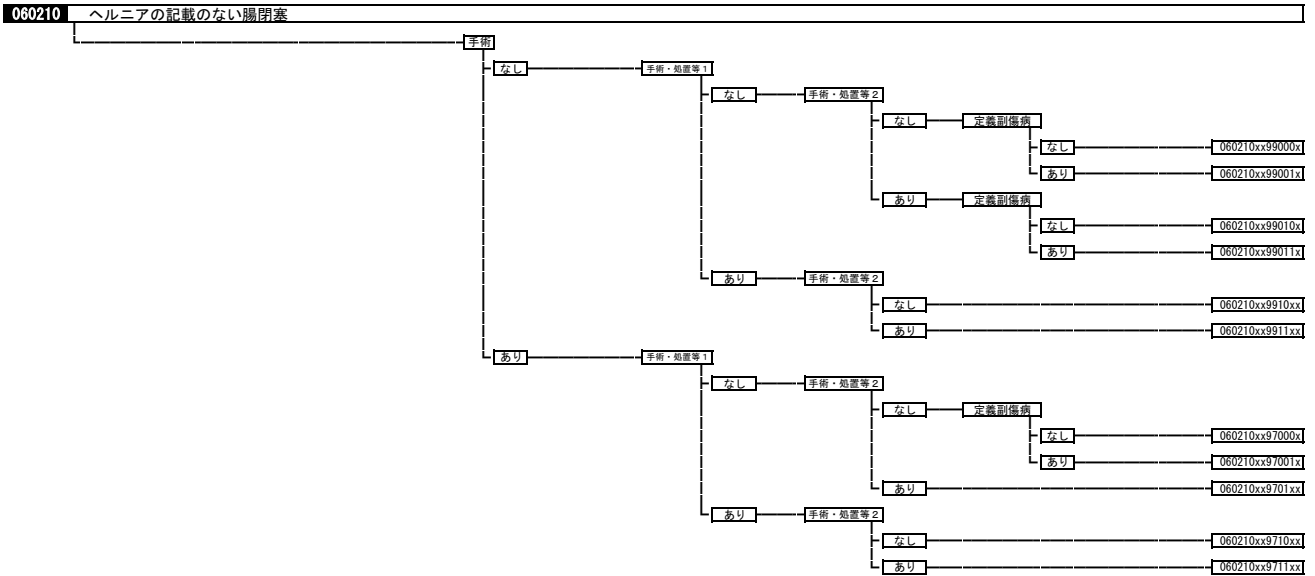 060210 ヘルニアの記載のない腸閉塞
手術
なし 手術・処置等1
なし 手術・処置等2
なし 定義副傷病
なし 060210xx99000x
あり 060210xx99001x
あり 定義副傷病
なし 060210xx99010x
あり 060210xx99011x
あり 手術・処置等2
なし 060210xx9910xx
あり 060210xx9911xx
あり 手術・処置等1
なし 手術・処置等2
なし 定義副傷病
なし 060210xx97000x
あり 060210xx97001x
あり 060210xx9701xx
あり 手術・処置等2
なし 060210xx9710xx
あり 060210xx9711xx